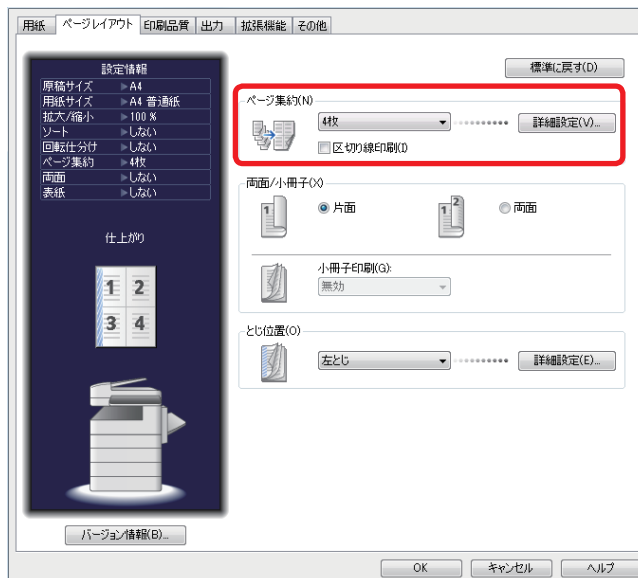 用紙 ページレイアウト 印刷品質 出力 拡張機能 その他
設定情報
原稿サイズ ▶A4
用紙サイズ ▶A4 普通紙
拡大/縮小 ▶100 %
ソート ▶しない
回転仕分け ▶しない
ページ集約 ▶4枚
両面 ▶しない
表紙 ▶しない
仕上がり
1 2
3 4
バージョン情報(B)...
標準に戻す(D)
ページ集約(N)
4枚 詳細設定(V)...
区切り線印刷(I)
両面/小冊子(X)
1 片面 1 2 両面
小冊子印刷(G):
無効
とじ位置(O)
左とじ 詳細設定(E)...
OK キャンセル ヘルプ